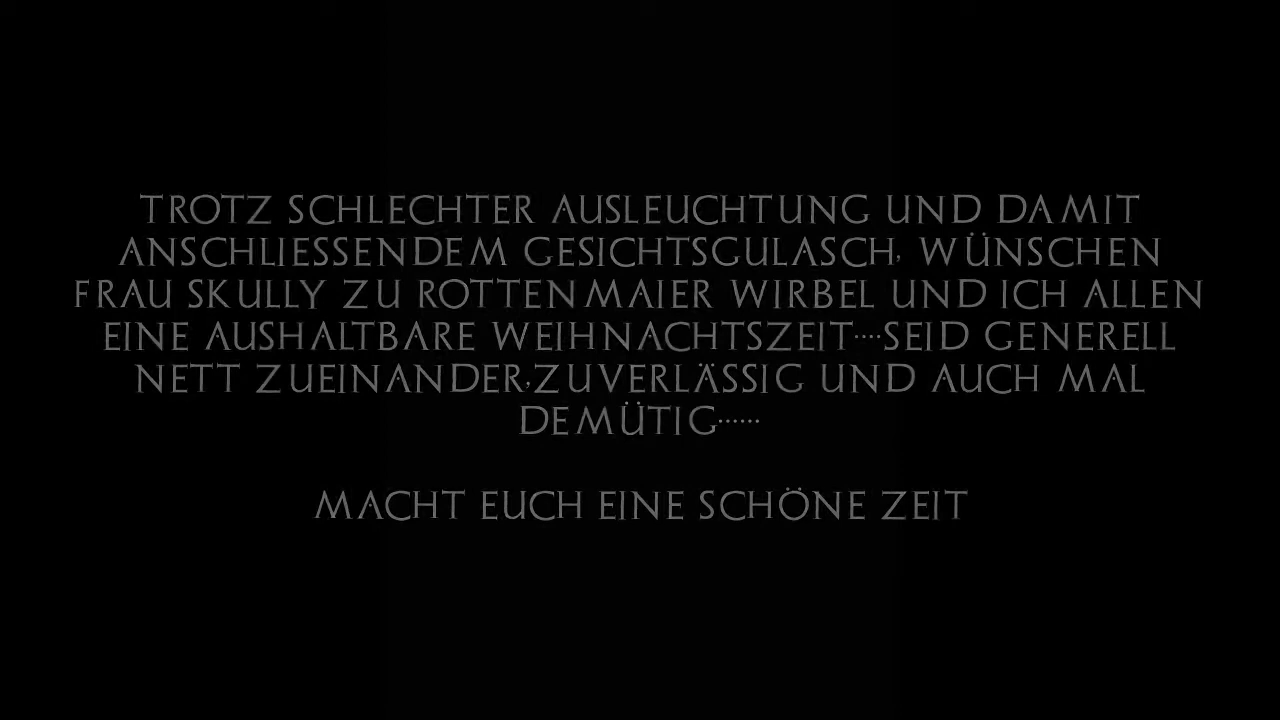 TROTZ SCHLECHTER AUSLEUCHTUNG UND DAMIT
ANSCHLIESSENDEM GESICHTSGULASCH, WÜNSCHEN
FRAU SKULLY ZU ROTTENMAIER WIRBEL UND ICH ALLEN
EINE AUSHALTBARE WEIHNACHTSZEIT....SEID GENERELL
NETT ZUEINANDER,ZUVERLÄSSIG UND AUCH MAL
DEMÜTIG......
MACHT EUCH EINE SCHÖNE ZEIT